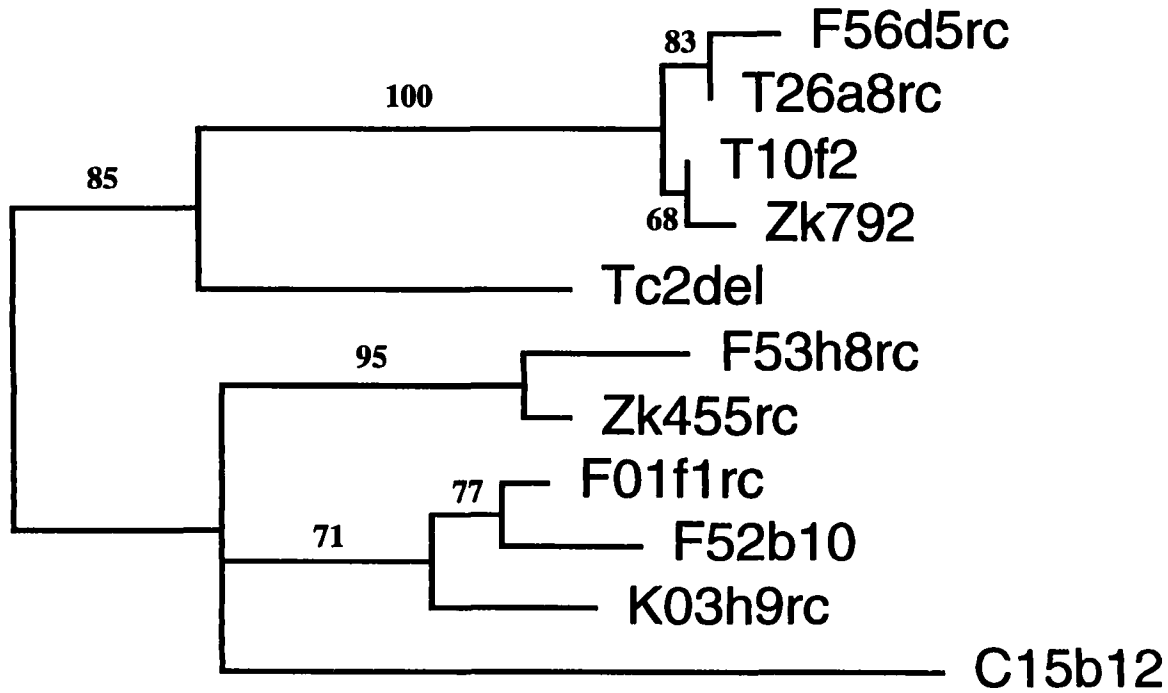 F56d5rc
83
T26a8rc
100
T10f2
85
68
Zk792
Tc2del
F53h8rc
95
Zk455rc
F01f1rc
77
71
F52b10
K03h9rc
C15b12